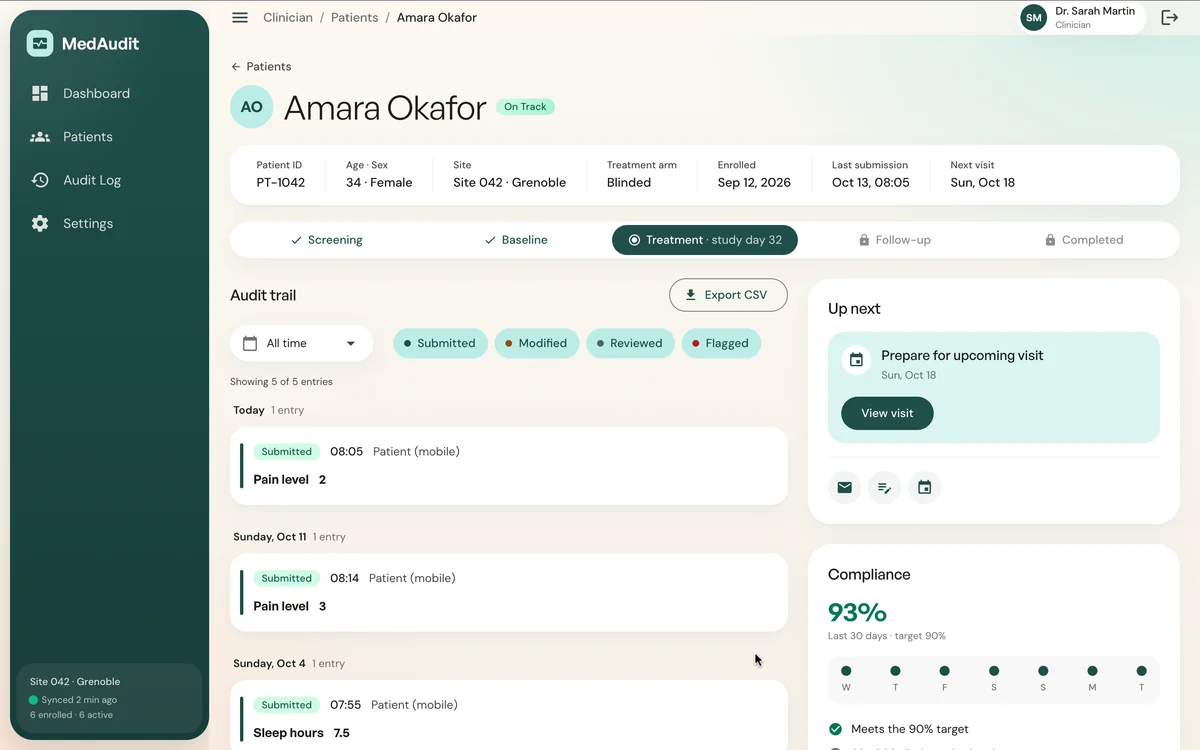 MedAudit
Dashboard
Patients
Audit Log
Settings
Site 042 · Grenoble
Synced 2 min ago
6 enrolled · 6 active
Clinician / Patients / Amara Okafor
SM
Dr. Sarah Martin
Clinician
← Patients
AO
Amara Okafor
On Track
Patient ID
PT-1042
Age · Sex
34 · Female
Site
Site 042 · Grenoble
Treatment arm
Blinded
Enrolled
Sep 12, 2026
Last submission
Oct 13, 08:05
Next visit
Sun, Oct 18
Screening
Baseline
Treatment · study day 32
Follow-up
Completed
Audit trail
Export CSV
All time
Submitted
Modified
Reviewed
Flagged
Showing 5 of 5 entries
Today 1 entry
Submitted 08:05 Patient (mobile)
Pain level 2
Sunday, Oct 11 1 entry
Submitted 08:14 Patient (mobile)
Pain level 3
Sunday, Oct 4 1 entry
Submitted 07:55 Patient (mobile)
Sleep hours 7.5
Up next
Prepare for upcoming visit
Sun, Oct 18
View visit
Compliance
93%
Last 30 days · target 90%
W T F S S M T
Meets the 90% target